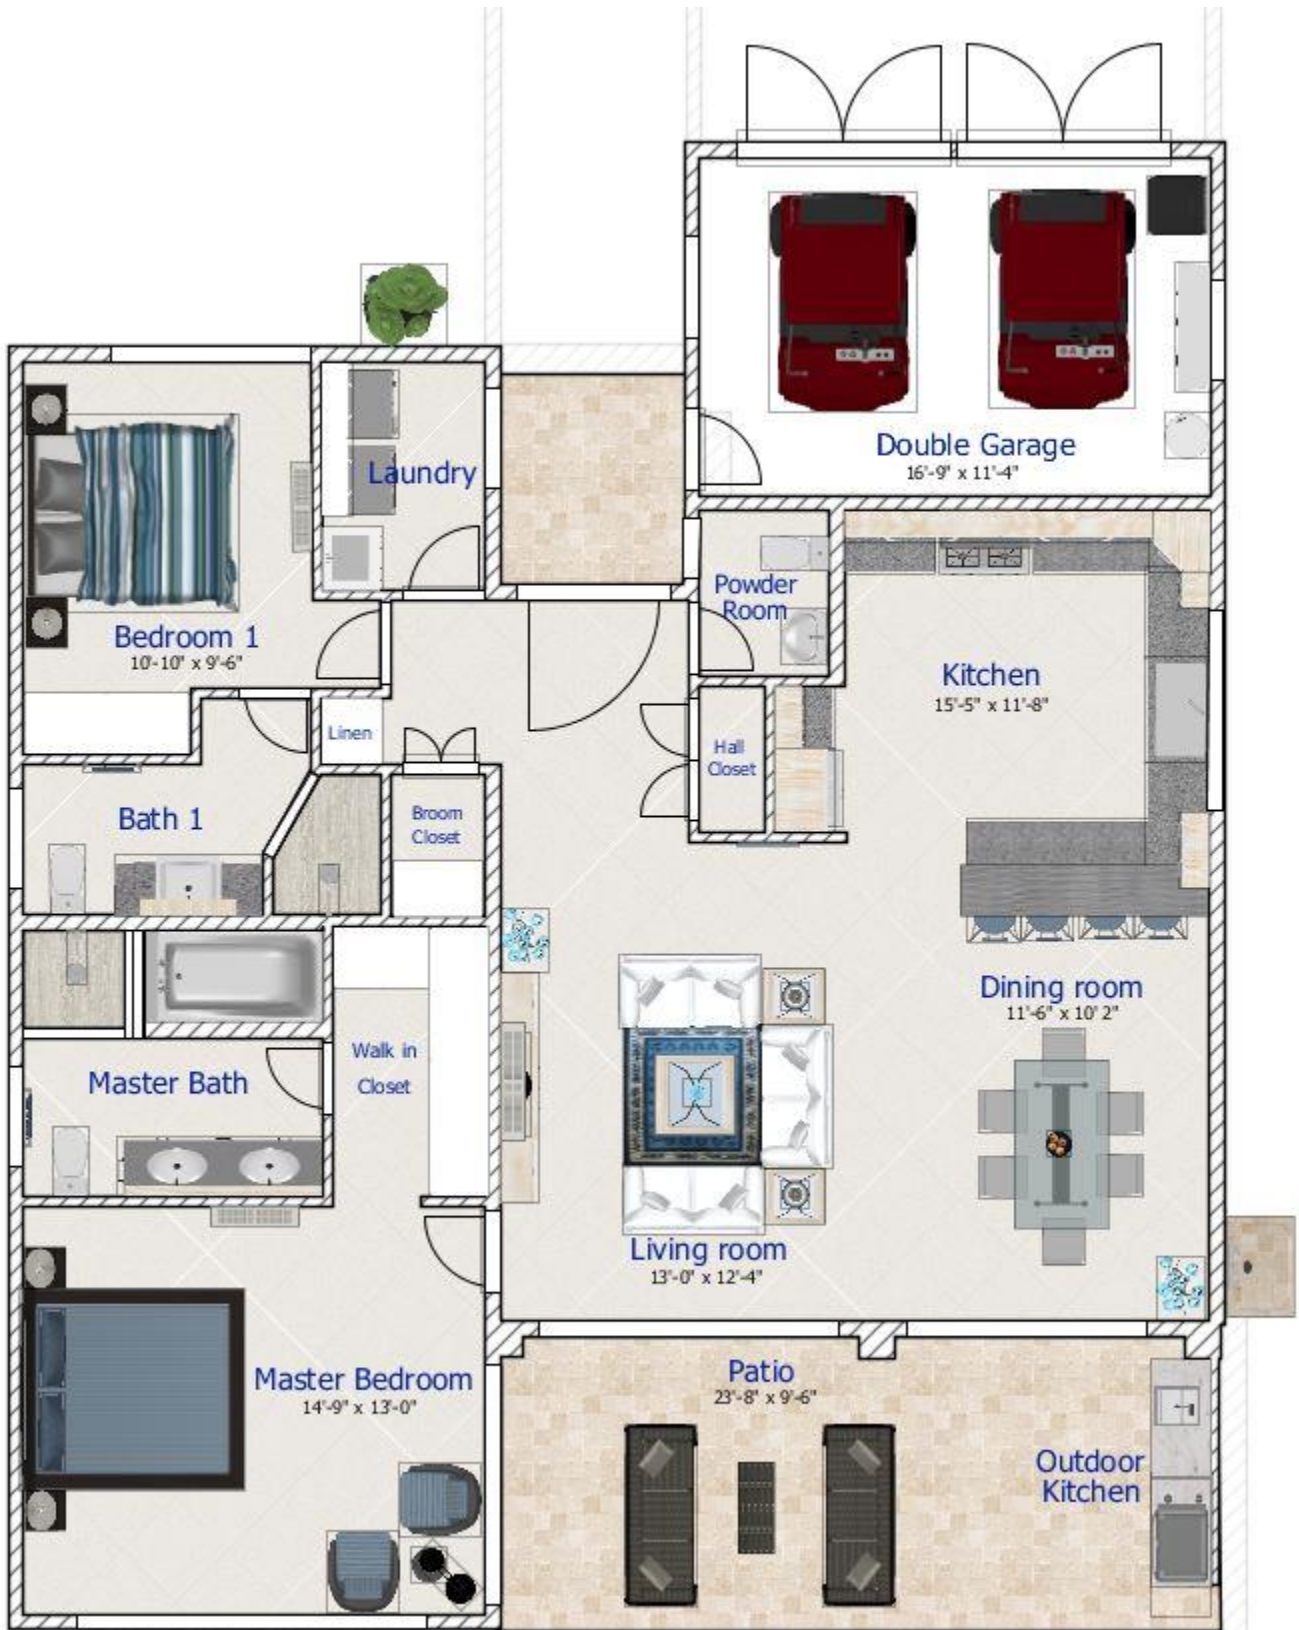 Double Garage
16'-9" x 11'-4"
Laundry
Powder
Room
Bedroom 1
10'-10" x 9'-6"
Kitchen
15'-5" x 11'-8"
Linen
Hall
Closet
Bath 1
Broom
Closet
Dining room
11'-6" x 10' 2"
Walk in
Closet
Master Bath
Living room
13'-0" x 12'-4"
Master Bedroom
14'-9" x 13'-0"
Patio
23'-8" x 9'-6"
Outdoor
Kitchen